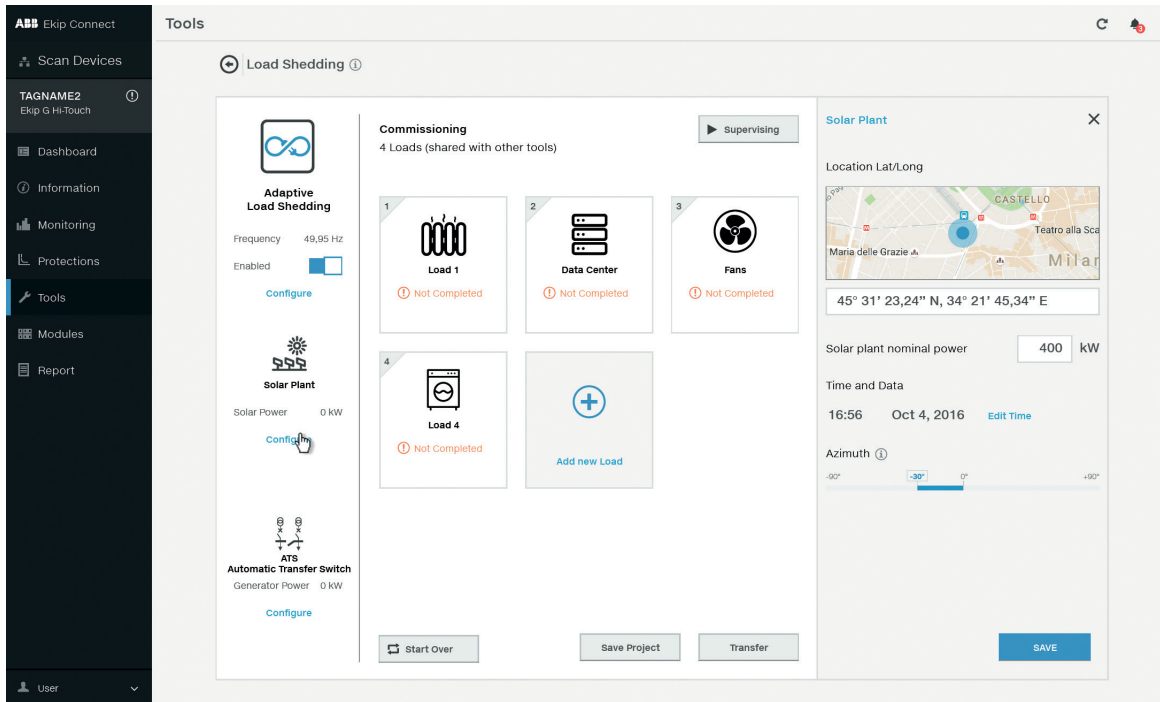 ABB Ekip Connect
Tools
3
Scan Devices
Load Shedding
TAGNAME2
Ekip G Hi-Touch
Dashboard
Information
Monitoring
Protections
Tools
Modules
Report
User
Adaptive
Load Shedding
Frequency 49,95 Hz
Enabled
Configure
Solar Plant
Solar Power 0 kW
ATS
Automatic Transfer Switch
Generator Power 0 kW
Configure
Commissioning
4 Loads (shared with other tools)
Supervising
1
Load 1
Not Completed
2
Data Center
Not Completed
3
Fans
Not Completed
4
Load 4
Not Completed
Add new Load
Start Over
Save Project
Transfer
Solar Plant
Location Lat/Long
CASTELLO
Teatro alla Sca
Maria delle Grazie
Milar
45° 31’ 23,24” N, 34° 21’ 45,34” E
Solar plant nominal power 400 kW
Time and Data
16:56 Oct 4, 2016 Edit Time
Azimuth
-90° -30° 0° +90°
SAVE